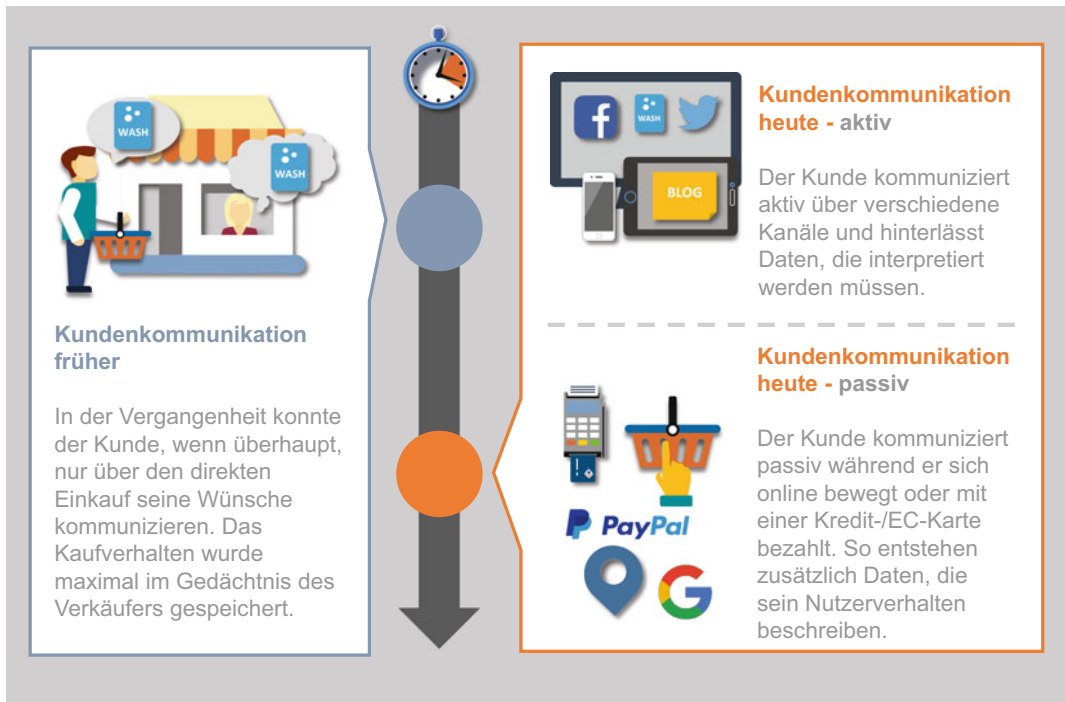 WASH
WASH
Kundenkommunikation
früher
In der Vergangenheit konnte
der Kunde, wenn überhaupt,
nur über den direkten
Einkauf seine Wünsche
kommunizieren. Das
Kaufverhalten wurde
maximal im Gedächtnis des
Verkäufers gespeichert.
f
WASH
BLOG
Kundenkommunikation
heute - aktiv
Der Kunde kommuniziert
aktiv über verschiedene
Kanäle und hinterlässt
Daten, die interpretiert
werden müssen.
PayPal
G
Kundenkommunikation
heute - passiv
Der Kunde kommuniziert
passiv während er sich
online bewegt oder mit
einer Kredit-/EC-Karte
bezahlt. So entstehen
zusätzlich Daten, die
sein Nutzerverhalten
beschreiben.